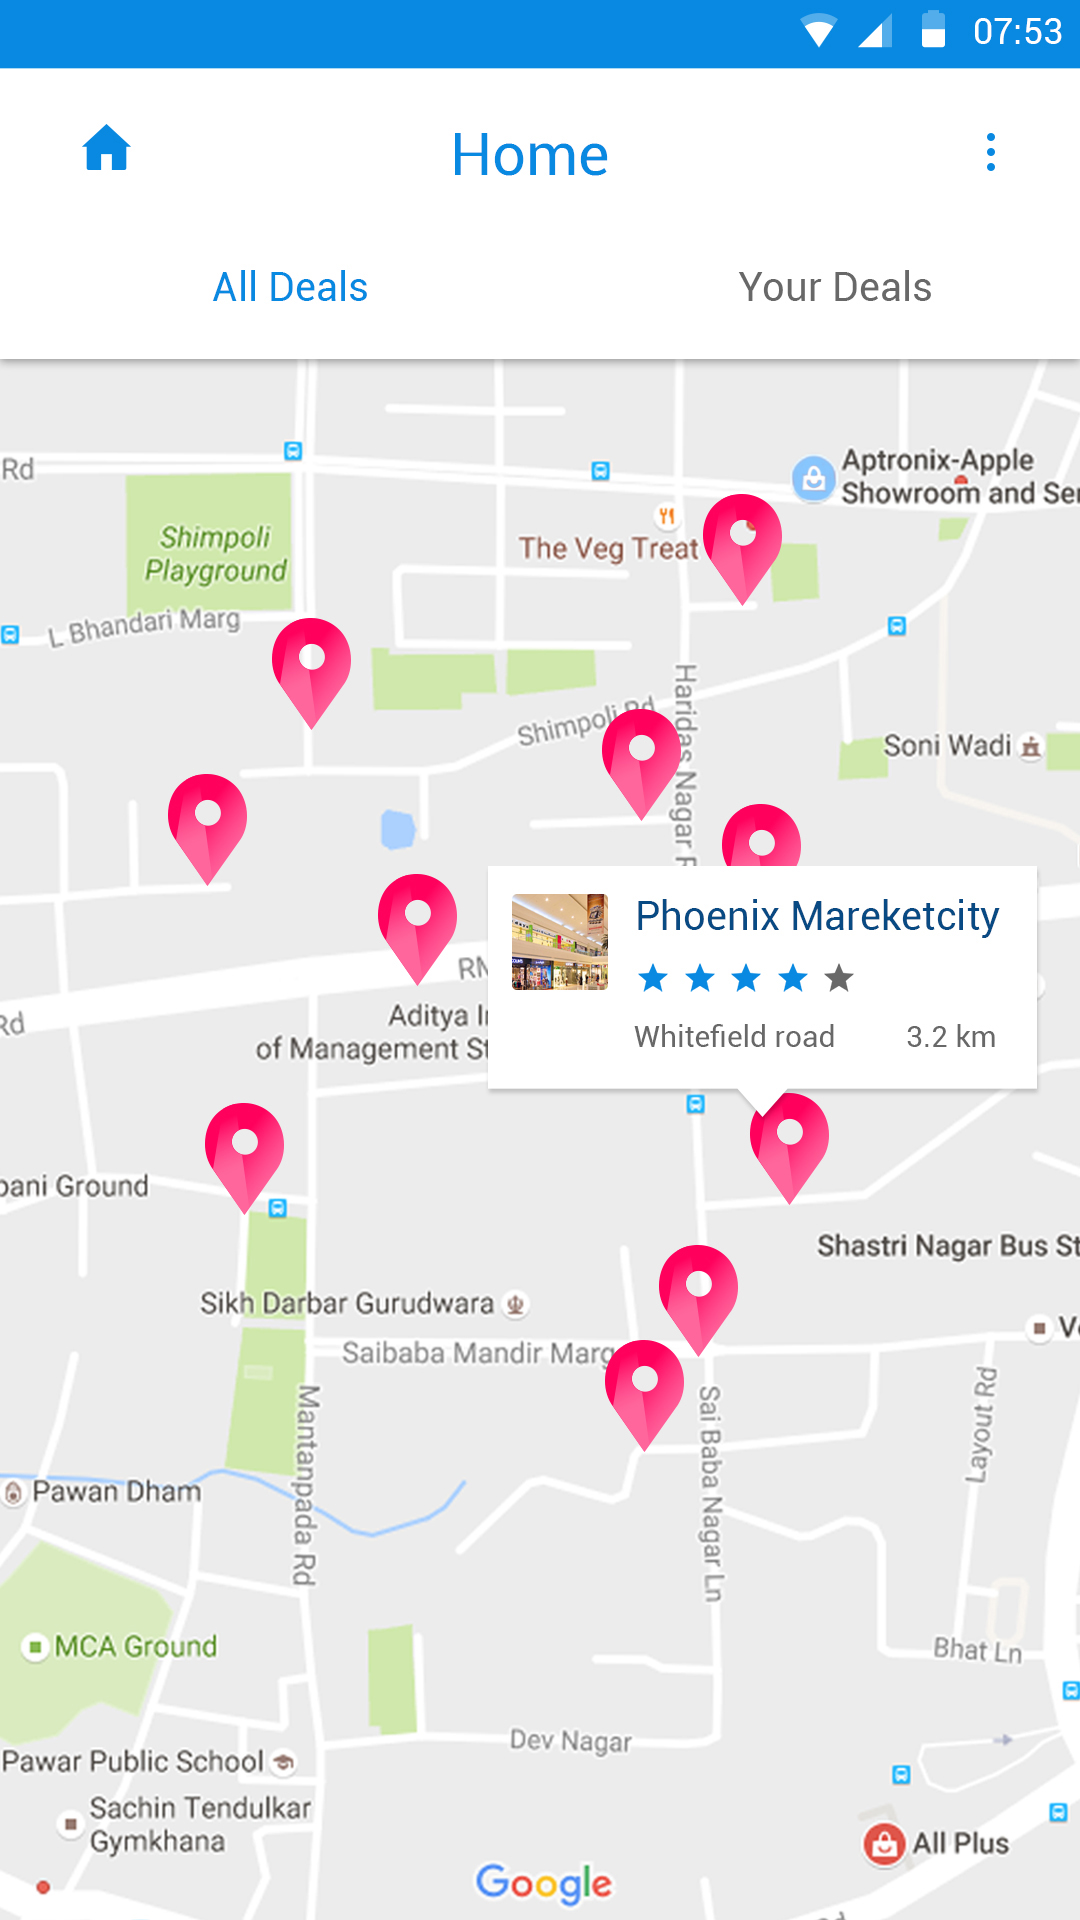 07:53
Home
All Deals
Your Deals
Rd
Aptronix-Apple
Showroom and Ser
Shimpoli
Playground
The Veg Treat
L Bhandari Marg
Haridas Nagar R
Shimpoli Rd
Soni Wadi
Phoenix Mareketcity
Whitefield road
3.2 km
RM
Aditya In
of Management St
Rd
pani Ground
Shastri Nagar Bus St
Sikh Darbar Gurudwara
Saibaba Mandir Marg
Mantanpada Rd
Sai Baba Nagar Ln
Layout Rd
Pawan Dham
MCA Ground
Bhat Ln
Dev Nagar
Pawar Public School
Sachin Tendulkar
Gymkhana
All Plus
Google